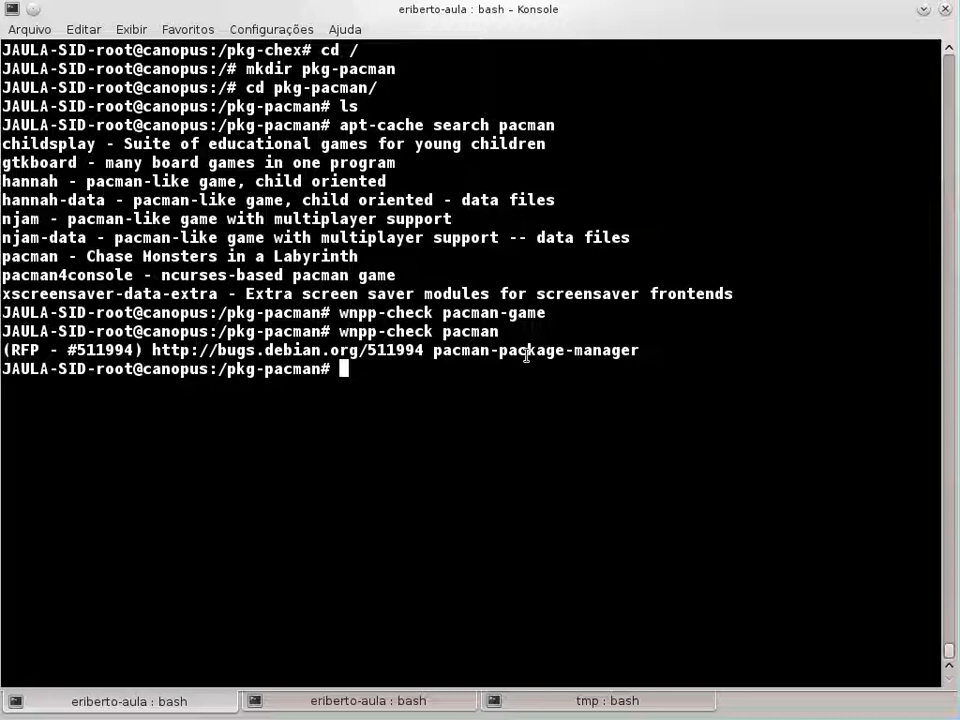 eriberto-aula : bash – Konsole
Arquivo Editar Exibir Favoritos Configurações Ajuda
JAULA-SID-root@canopus:/pkg-chex# cd /
JAULA-SID-root@canopus:/# mkdir pkg-pacman
JAULA-SID-root@canopus:/# cd pkg-pacman/
JAULA-SID-root@canopus:/pkg-pacman# ls
JAULA-SID-root@canopus:/pkg-pacman# apt-cache search pacman
childsplay - Suite of educational games for young children
gtkboard - many board games in one program
hannah - pacman-like game, child oriented
hannah-data - pacman-like game, child oriented - data files
njam - pacman-like game with multiplayer support
njam-data - pacman-like game with multiplayer support -- data files
pacman - Chase Monsters in a Labyrinth
pacman4console - ncurses-based pacman game
xscreensaver-data-extra - Extra screen saver modules for screensaver frontends
JAULA-SID-root@canopus:/pkg-pacman# wnpp-check pacman-game
JAULA-SID-root@canopus:/pkg-pacman# wnpp-check pacman
(RFP - #511994) http://bugs.debian.org/511994 pacman-package-manager
JAULA-SID-root@canopus:/pkg-pacman#
eriberto-aula : bash eriberto-aula : bash tmp : bash